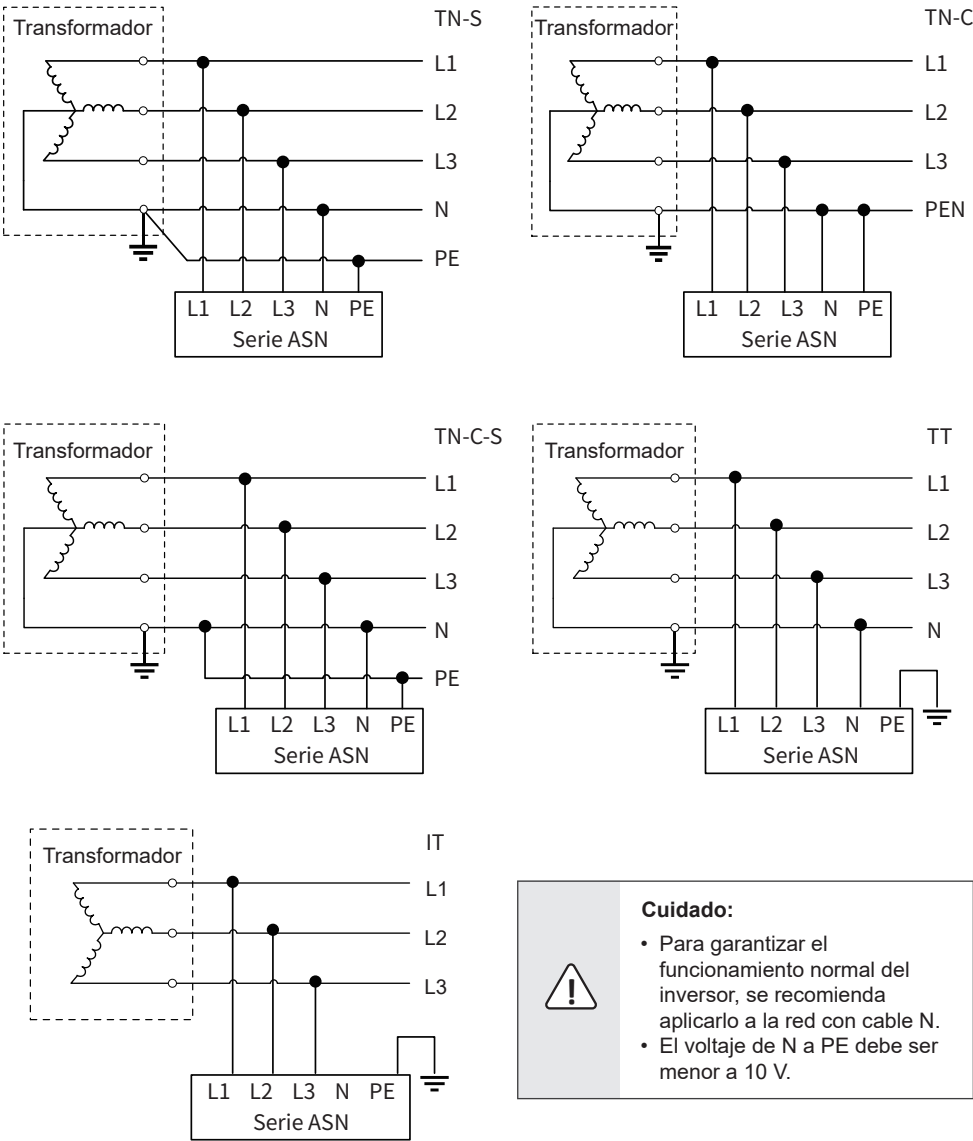 Transformador
TN-S
L1
L2
L3
N
PE
L1 L2 L3 N PE
Serie ASN
Transformador
TN-C
L1
L2
L3
PEN
L1 L2 L3 N PE
Serie ASN
Transformador
TN-C-S
L1
L2
L3
N
PE
L1 L2 L3 N PE
Serie ASN
Transformador
TT
L1
L2
L3
N
L1 L2 L3 N PE
Serie ASN
Transformador
IT
L1
L2
L3
L1 L2 L3 N PE
Serie ASN
Cuidado:
• Para garantizar el
funcionamiento normal del
inversor, se recomienda
aplicarlo a la red con cable N.
• El voltaje de N a PE debe ser
menor a 10 V.